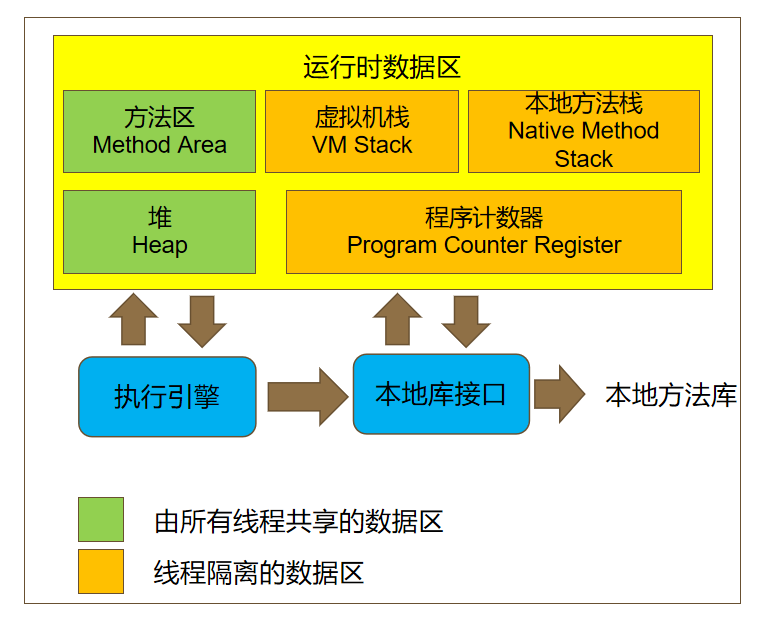 运行时数据区
方法区
Method Area
虚拟机栈
VM Stack
本地方法栈
Native Method
Stack
堆
Heap
程序计数器
Program Counter Register
执行引擎
本地库接口
本地方法库
由所有线程共享的数据区
线程隔离的数据区